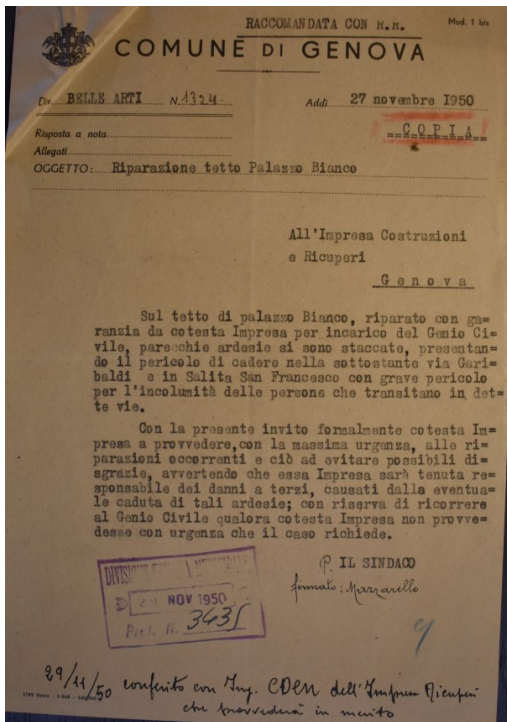 RACCOMANDATA CON R.R.
Mod. 1 bis
COMUNE DI GENOVA
Div. BELLE ARTI N. 1324.
Addì 27 novembre 1950
Risposta a nota
COPIA
Allegati
OGGETTO: Riparazione tetto Palazzo Bianco
All'Impresa Costruzioni
e Ricuperi
Genova
Sul tetto di palazzo Bianco, riparato con ga=
ranzia da cotesta Impresa per incarico del Genio Ci=
vile, parecchie ardesie si sono staccate, presentan=
do il pericolo di cadere nella sottostante via Gari=
baldi e in Salita San Francesco con grave pericolo
per l'incolumità delle persone che transitano in det=
te vie.
Con la presente invito formalmente cotesta Im=
presa a provvedere, con la massima urgenza, alle ri=
parazioni occorrenti e ciò ad evitare possibili di=
sgrazie, avvertendo che essa Impresa sarà tenuta re=
sponsabile dei danni a terzi, causati dalla eventua=
le caduta di tali ardesie; con riserva di ricorrere
al Genio Civile qualora cotesta Impresa non provve=
desse con urgenza che il caso richiede.
P. IL SINDACO
firmato: Mazzarello
DIVISIONE
29 NOV 1950
Prot. N. 3431
9
29/11/50 conferito con Ing. COEN dell'Impresa Ricuperi
che provvederà in merito